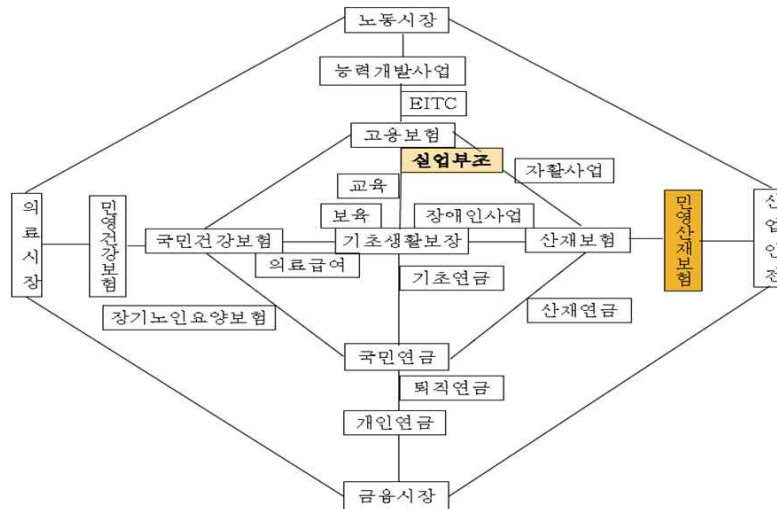 노동시장
능력개발사업
EITC
고용보험
실업부조
자활사업
교육
보육
장애인사업
의료시장
민영건강보험
국민건강보험
기초생활보장
산재보험
민영산재보험
산업안전
의료급여
기초연금
장기노인요양보험
산재연금
국민연금
퇴직연금
개인연금
금융시장